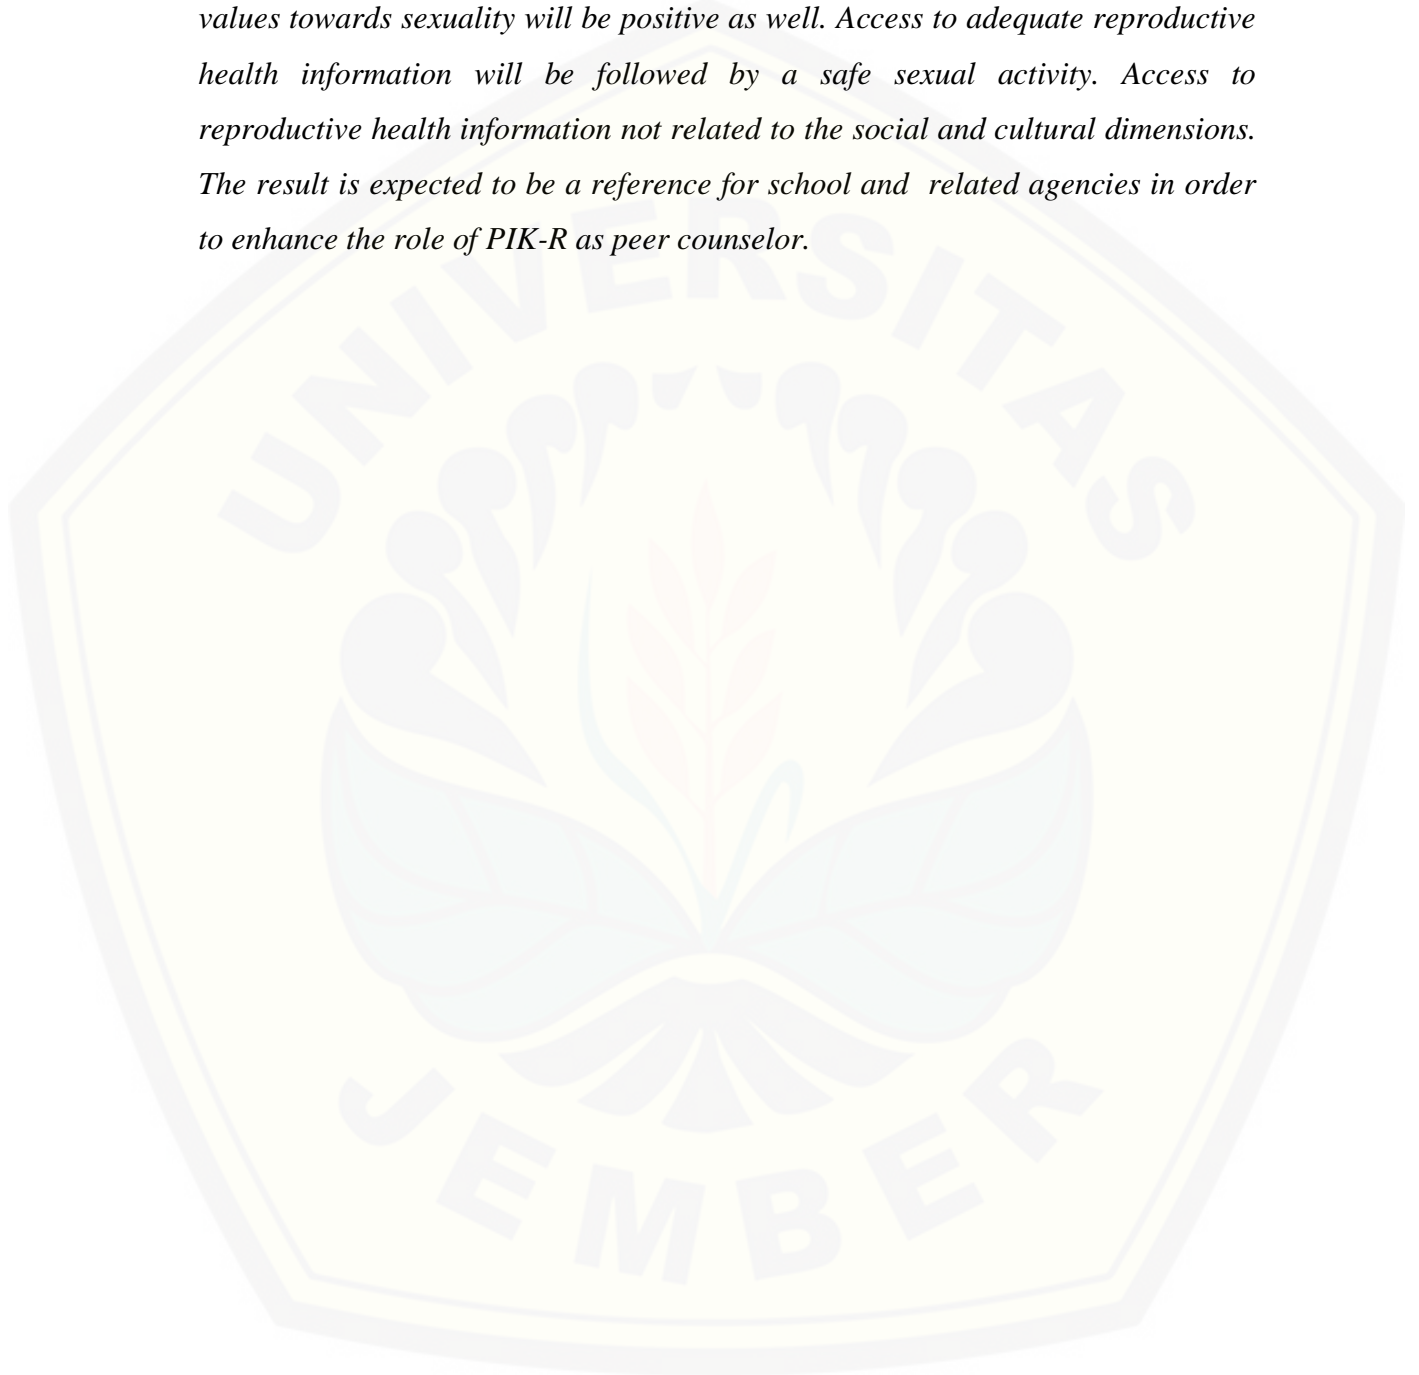 values towards sexuality will be positive as well. Access to adequate reproductive
health information will be followed by a safe sexual activity. Access to
reproductive health information not related to the social and cultural dimensions.
The result is expected to be a reference for school and  related agencies in order
to enhance the role of PIK-R as peer counselor.
UNIVERSITAS
JEMBER